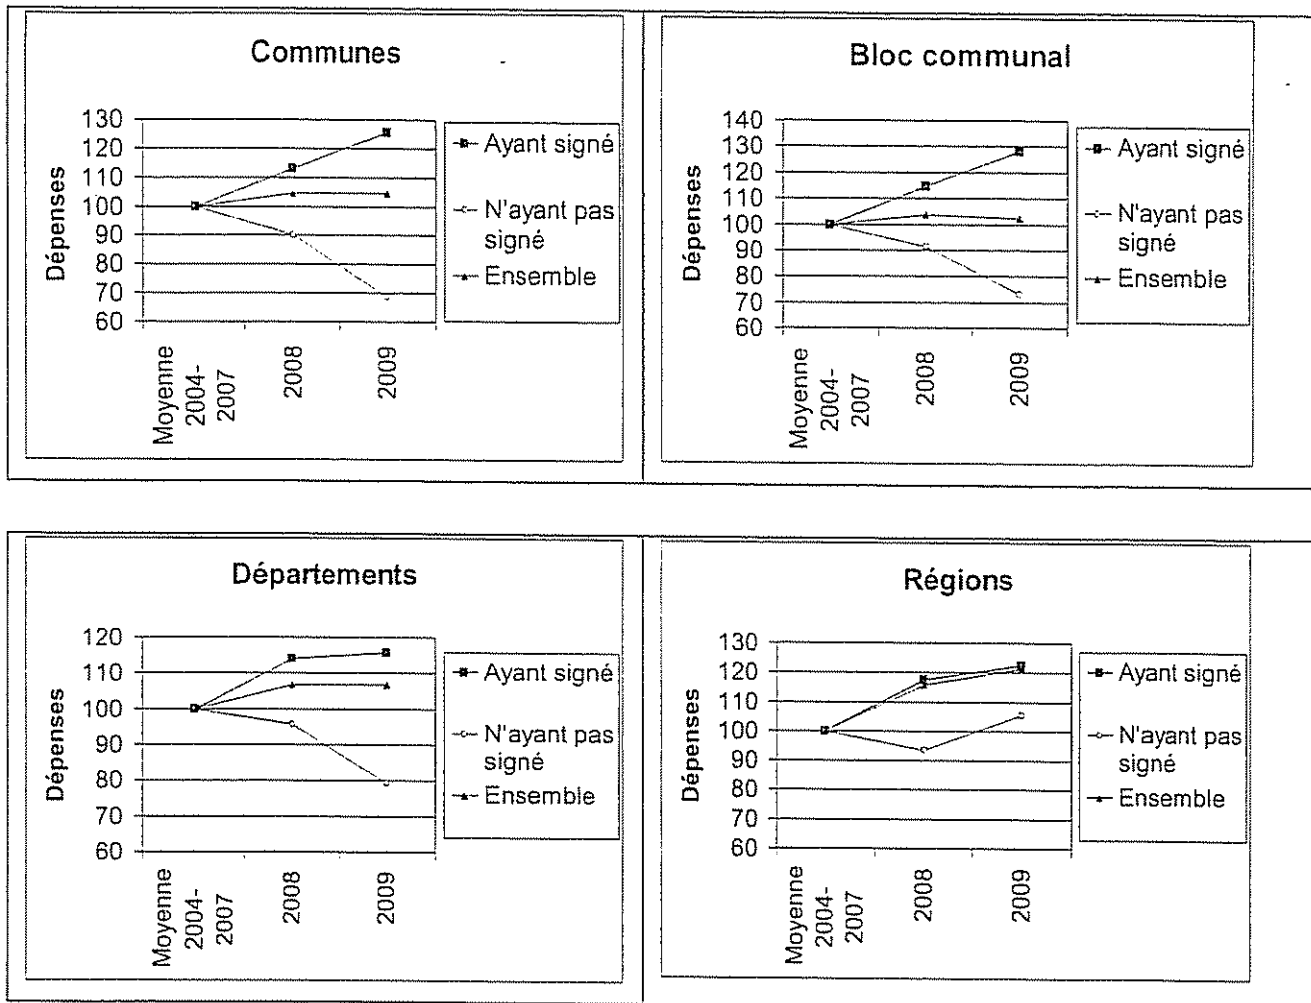 Communes
130
120
110
100
90
80
70
60
Dépenses
Moyenne
2004-
2007
2008
2009
Ayant signé
N'ayant pas
signé
Ensemble
Bloc communal
140
130
120
110
100
90
80
70
60
Dépenses
Moyenne
2004-
2007
2008
2009
Ayant signé
N'ayant pas
signé
Ensemble
Départements
120
110
100
90
80
70
60
Dépenses
Moyenne
2004-
2007
2008
2009
Ayant signé
N'ayant pas
signé
Ensemble
Régions
130
120
110
100
90
80
70
60
Dépenses
Moyenne
2004-
2007
2008
2009
Ayant signé
N'ayant pas
signé
Ensemble